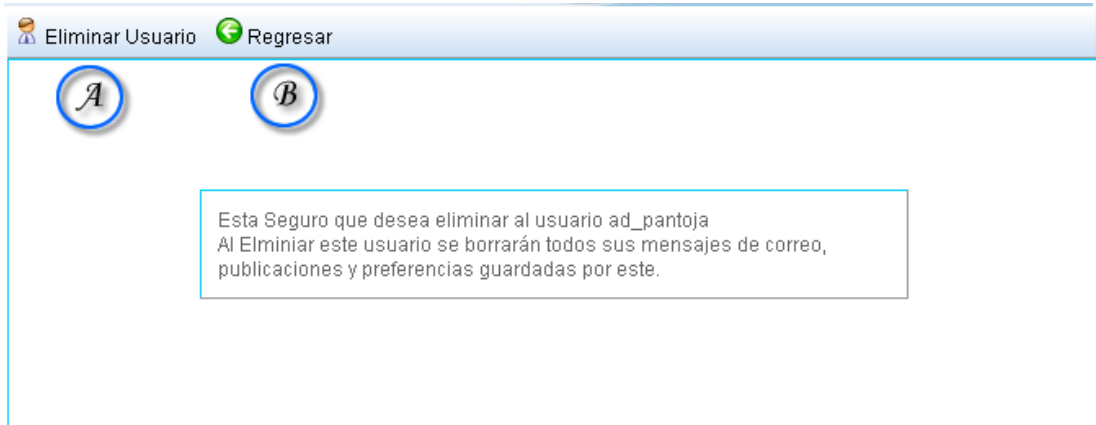 Eliminar Usuario Regresar
A B
Esta Seguro que desea eliminar al usuario ad_pantoja
Al Elminiar este usuario se borrarán todos sus mensajes de correo,
publicaciones y preferencias guardadas por este.